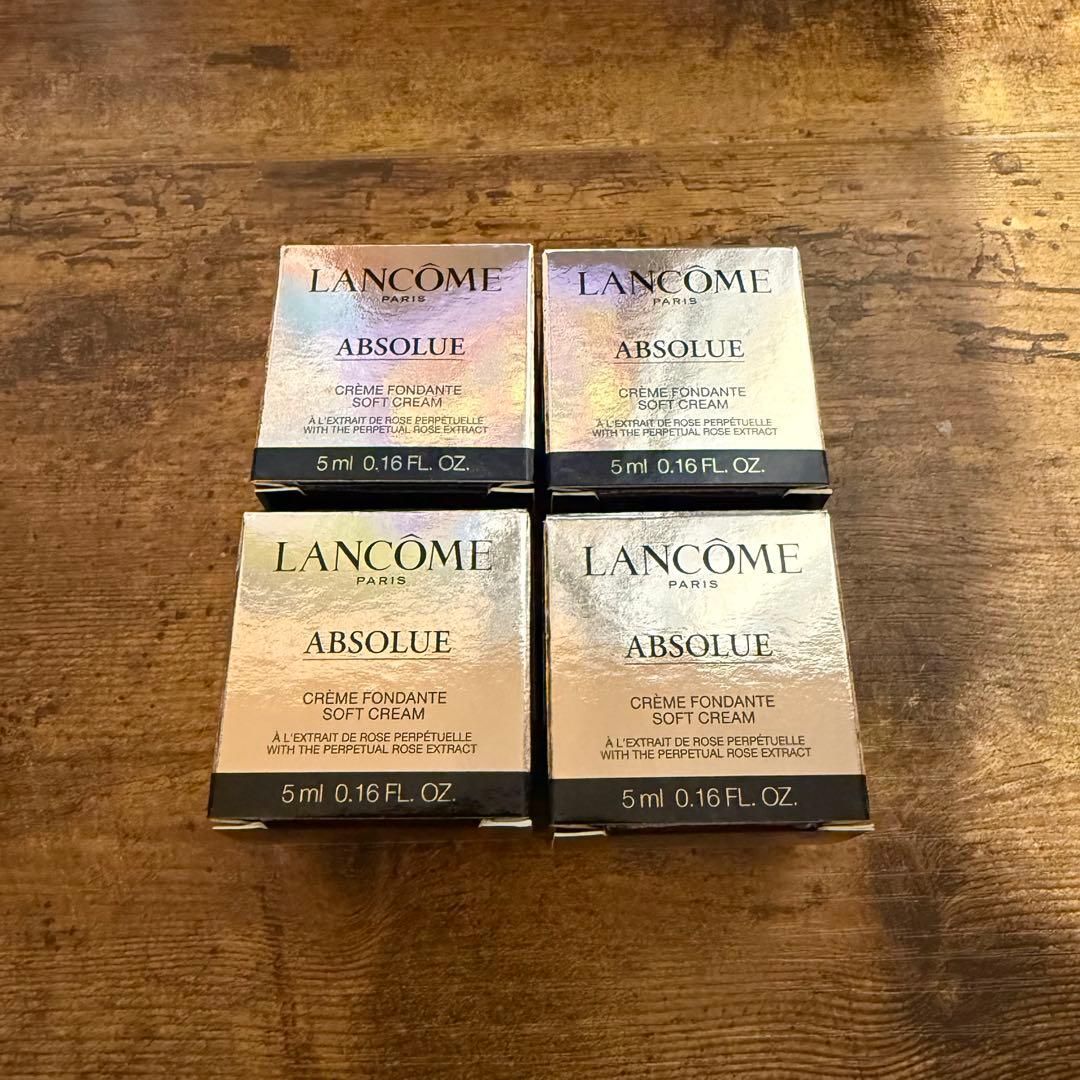 LANCÔME
PARIS
ABSOLUE
CRÈME FONDANTE
SOFT CREAM
À L'EXTRAIT DE ROSE PERPÉTUELLE
WITH THE PERPETUAL ROSE EXTRACT
5 ml 0.16 FL. OZ.
LANCÔME
PARIS
ABSOLUE
CRÈME FONDANTE
SOFT CREAM
À L'EXTRAIT DE ROSE PERPÉTUELLE
WITH THE PERPETUAL ROSE EXTRACT
5 ml 0.16 FL. OZ.
LANCÔME
PARIS
ABSOLUE
CRÈME FONDANTE
SOFT CREAM
À L'EXTRAIT DE ROSE PERPÉTUELLE
WITH THE PERPETUAL ROSE EXTRACT
5 ml 0.16 FL. OZ.
LANCÔME
PARIS
ABSOLUE
CRÈME FONDANTE
SOFT CREAM
À L'EXTRAIT DE ROSE PERPÉTUELLE
WITH THE PERPETUAL ROSE EXTRACT
5 ml 0.16 FL. OZ.